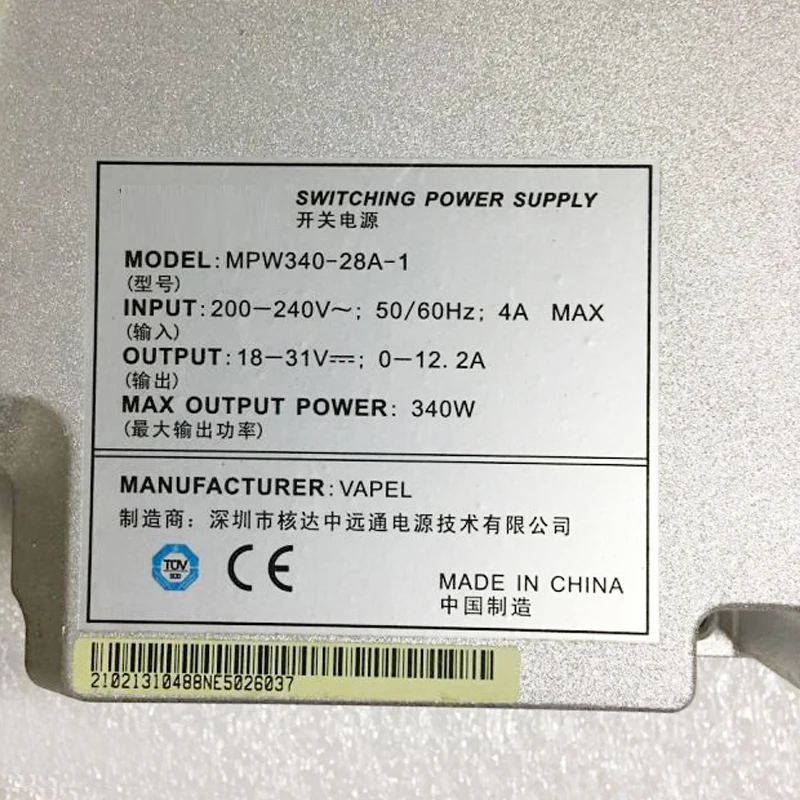 SWITCHING POWER SUPPLY
开关电源
MODEL: MPW340-28A-1
(型号)
INPUT: 200-240V～; 50/60Hz; 4A MAX
(输入)
OUTPUT: 18-31V⎓; 0-12.2A
(输出)
MAX OUTPUT POWER: 340W
(最大输出功率)
MANUFACTURER: VAPEL
制造商：深圳市核达中远通电源技术有限公司
TÜV
SÜD
CE
MADE IN CHINA
中国制造
21021310488NE5026037